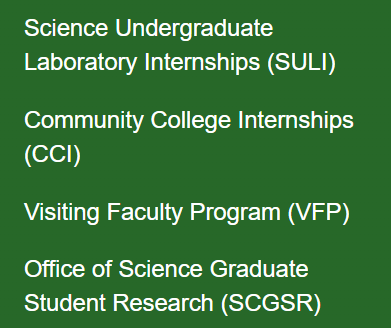 Science Undergraduate
Laboratory Internships (SULI)
Community College Internships
(CCI)
Visiting Faculty Program (VFP)
Office of Science Graduate
Student Research (SCGSR)